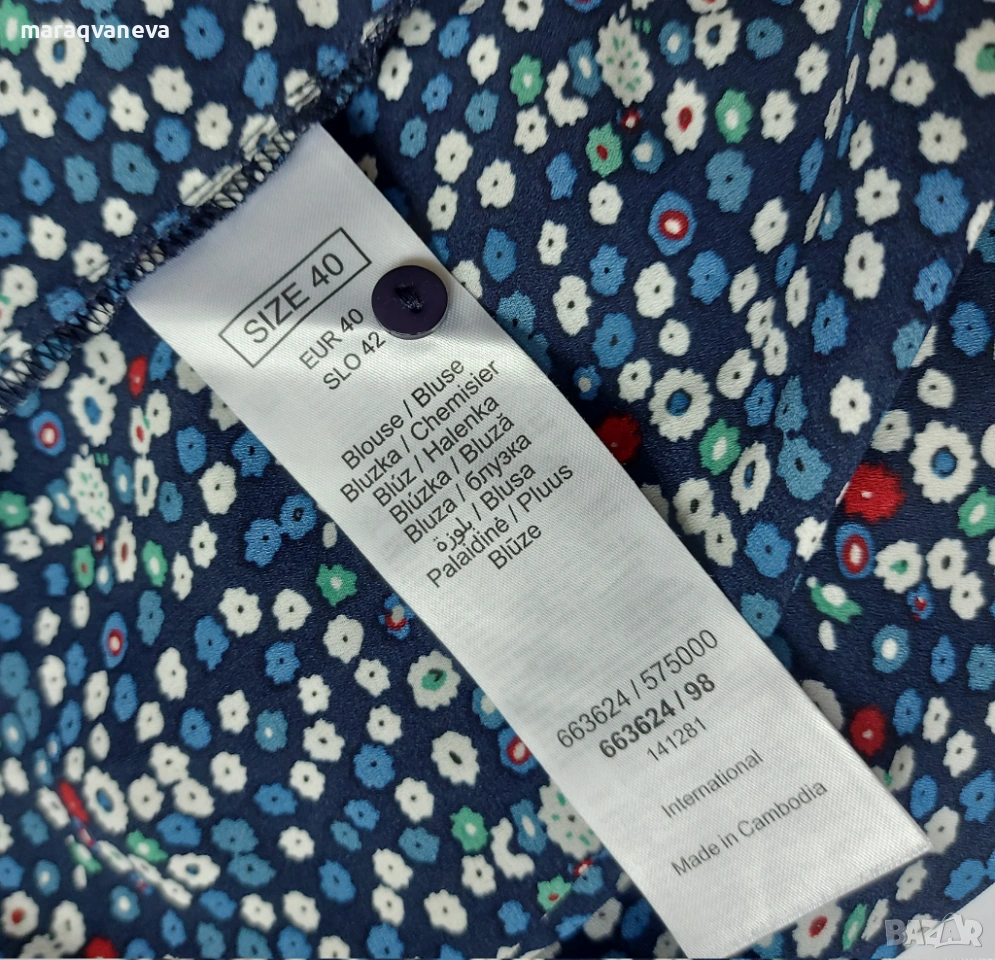 maraqvaneva
SIZE 40
EUR 40
SLO 42
Blouse / Bluse
Bluzka / Chemisier
Blúz / Halenka
Blúzka / Bluză
Bluza / блузка
بلوزة / Blusa
Palaidinė / Pluus
Blūze
663624 / 575000
663624 / 98
141281
International
Made in Cambodia
BAZAR